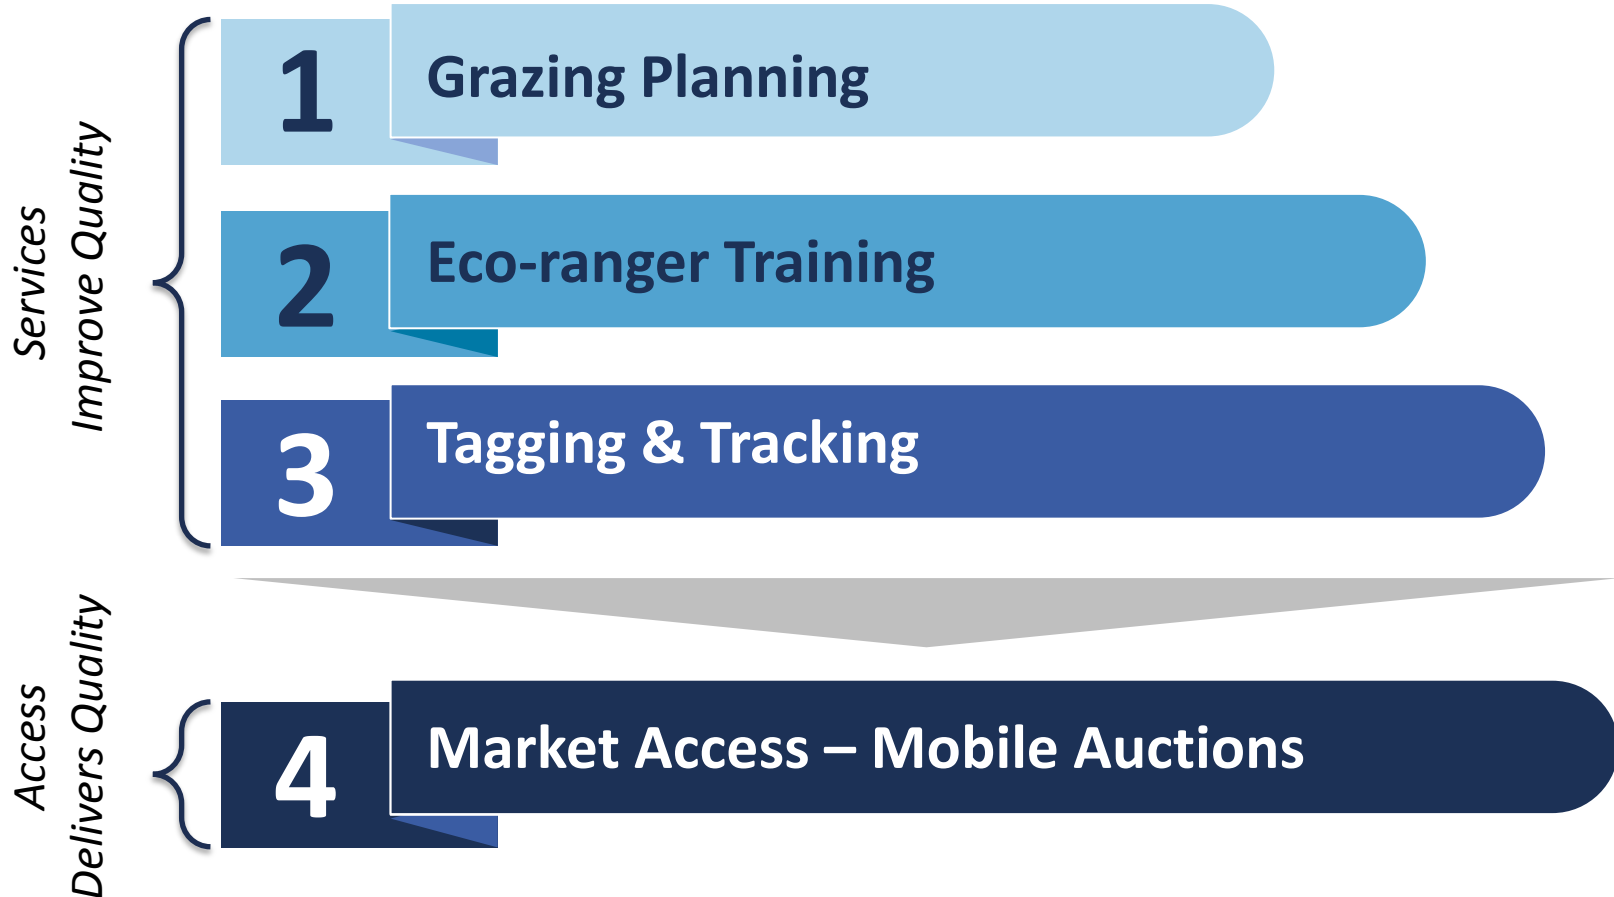 Services
Improve Quality
1
Grazing Planning
2
Eco-ranger Training
3
Tagging & Tracking
Access
Delivers Quality
4
Market Access – Mobile Auctions